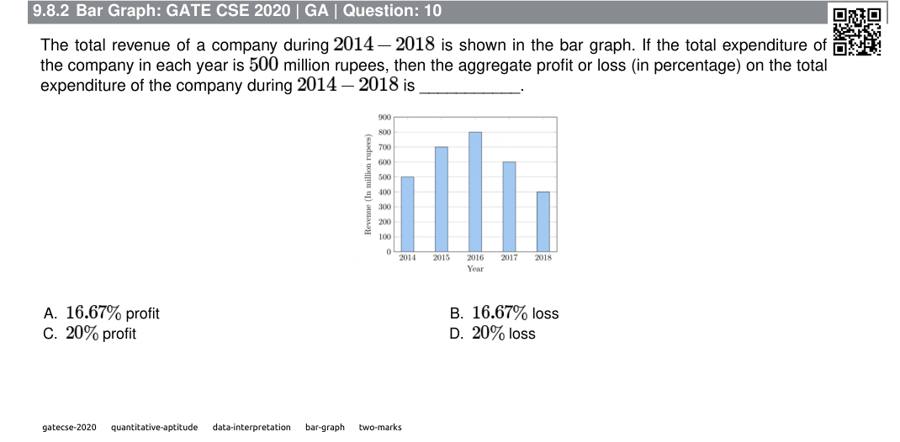 9.8.2 Bar Graph: GATE CSE 2020 | GA | Question: 10
The total revenue of a company during 2014 – 2018 is shown in the bar graph. If the total expenditure of
the company in each year is 500 million rupees, then the aggregate profit or loss (in percentage) on the total
expenditure of the company during 2014 – 2018 is ____________.
900
800
700
600
500
400
300
200
100
0
Revenue (In million rupees)
2014 2015 2016 2017 2018
Year
A. 16.67% profit B. 16.67% loss
C. 20% profit D. 20% loss
gatecse-2020 quantitative-aptitude data-interpretation bar-graph two-marks